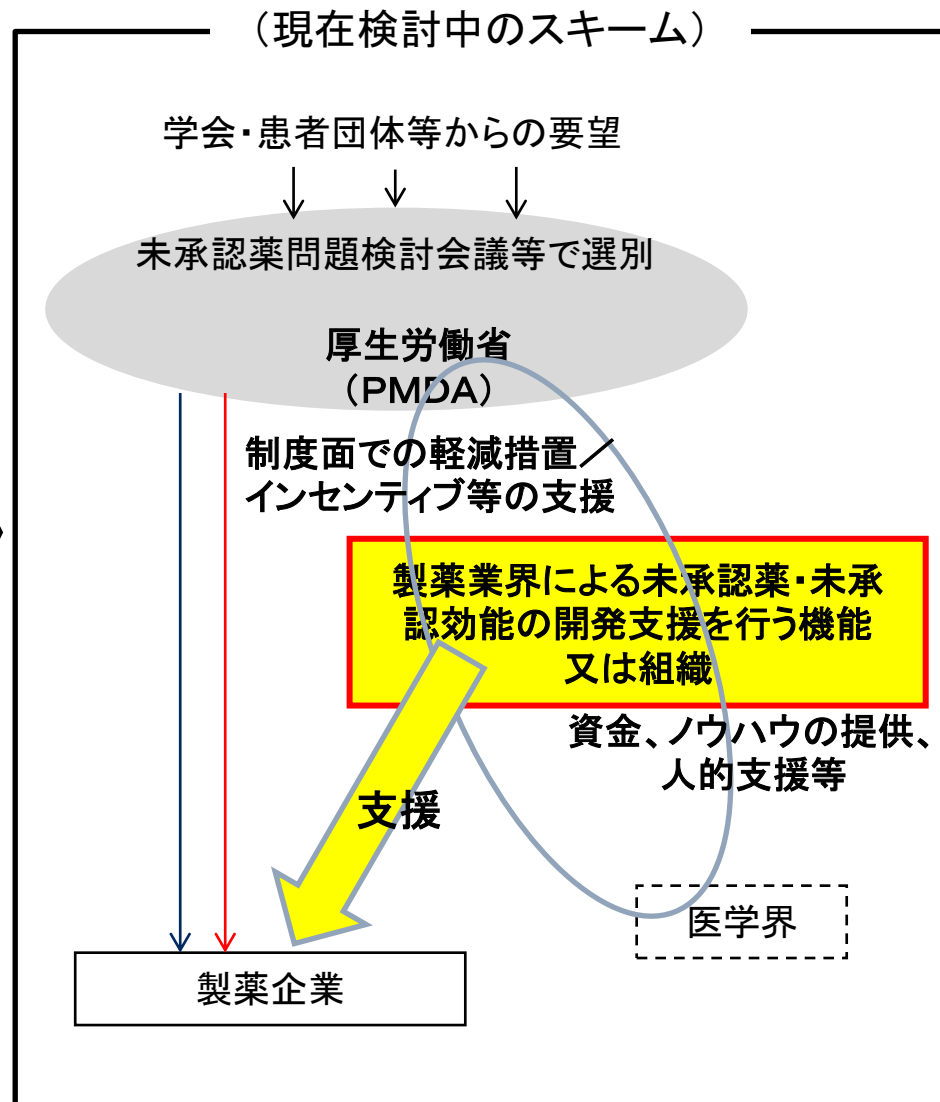 （現在検討中のスキーム）
学会・患者団体等からの要望
未承認薬問題検討会議等で選別
厚生労働省
（PMDA）
制度面での軽減措置／
インセンティブ等の支援
製薬業界による未承認薬・未承
認効能の開発支援を行う機能
又は組織
資金、ノウハウの提供、
人的支援等
支援
医学界
製薬企業